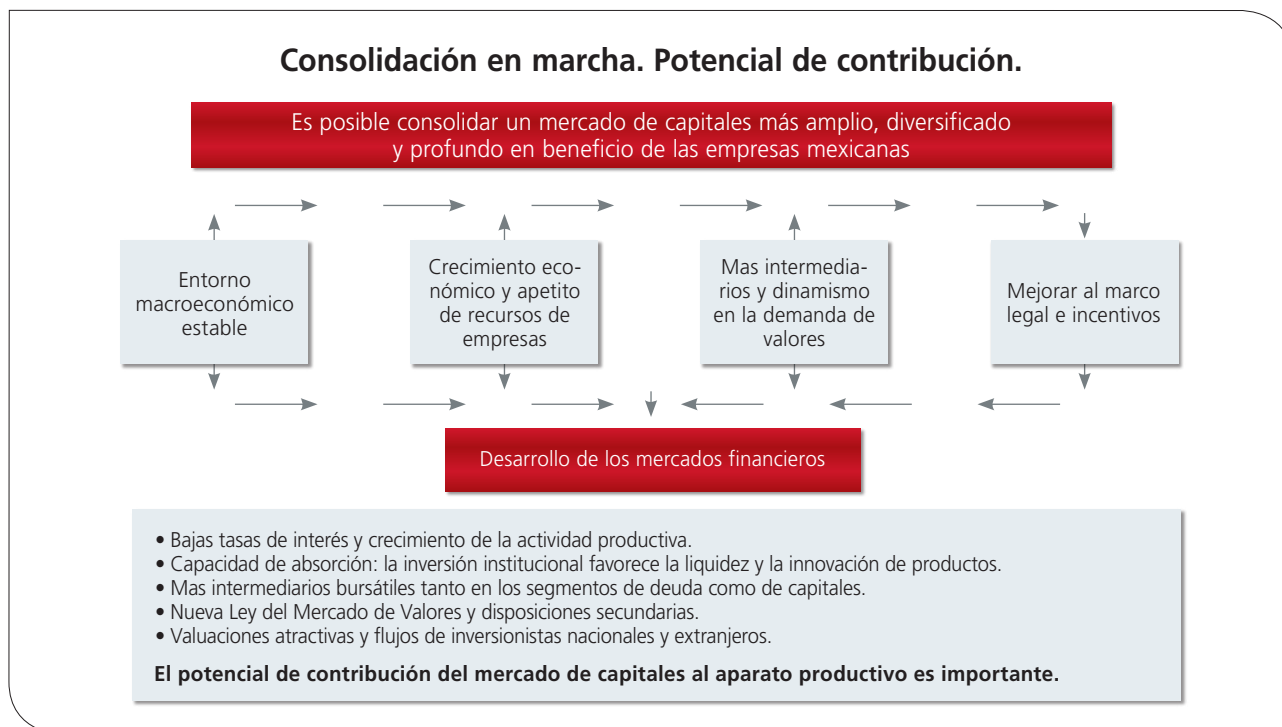 Consolidación en marcha. Potencial de contribución.
Es posible consolidar un mercado de capitales más amplio, diversificado
y profundo en beneficio de las empresas mexicanas
Entorno
macroeconómico
estable
Crecimiento eco-
nómico y apetito
de recursos de
empresas
Mas intermedia-
rios y dinamismo
en la demanda de
valores
Mejorar al marco
legal e incentivos
Desarrollo de los mercados financieros
• Bajas tasas de interés y crecimiento de la actividad productiva.
• Capacidad de absorción: la inversión institucional favorece la liquidez y la innovación de productos.
• Mas intermediarios bursátiles tanto en los segmentos de deuda como de capitales.
• Nueva Ley del Mercado de Valores y disposiciones secundarias.
• Valuaciones atractivas y flujos de inversionistas nacionales y extranjeros.
El potencial de contribución del mercado de capitales al aparato productivo es importante.